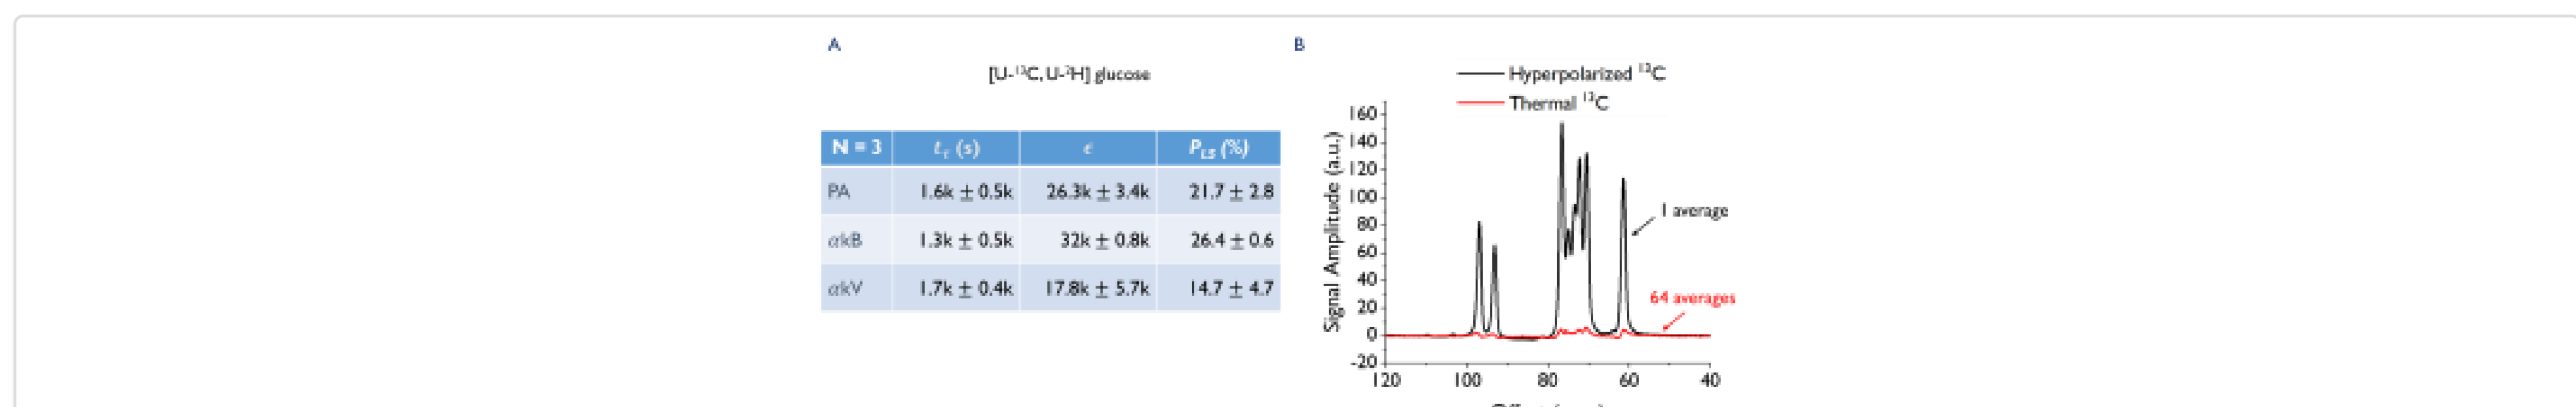 A
[U-¹³C, U-²H] glucose
N = 3 t_c (s) ϵ P_LS (%)
PA 1.6k ± 0.5k 26.3k ± 3.4k 21.7 ± 2.8
αkB 1.3k ± 0.5k 32k ± 0.8k 26.4 ± 0.6
αkV 1.7k ± 0.4k 17.8k ± 5.7k 14.7 ± 4.7
B
Hyperpolarized ¹³C
Thermal ¹³C
Signal Amplitude (a.u.)
160
140
120
100
80
60
40
20
0
-20
1 average
64 averages
120 100 80 60 40